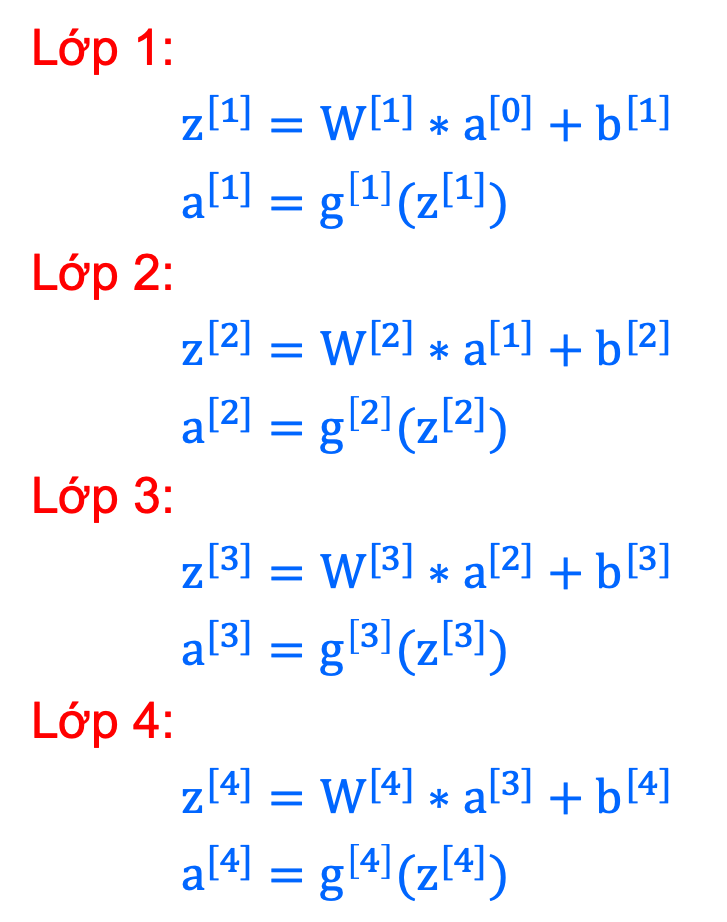 Lớp 1:
z^[1] = W^[1] * a^[0] + b^[1]
a^[1] = g^[1](z^[1])
Lớp 2:
z^[2] = W^[2] * a^[1] + b^[2]
a^[2] = g^[2](z^[2])
Lớp 3:
z^[3] = W^[3] * a^[2] + b^[3]
a^[3] = g^[3](z^[3])
Lớp 4:
z^[4] = W^[4] * a^[3] + b^[4]
a^[4] = g^[4](z^[4])